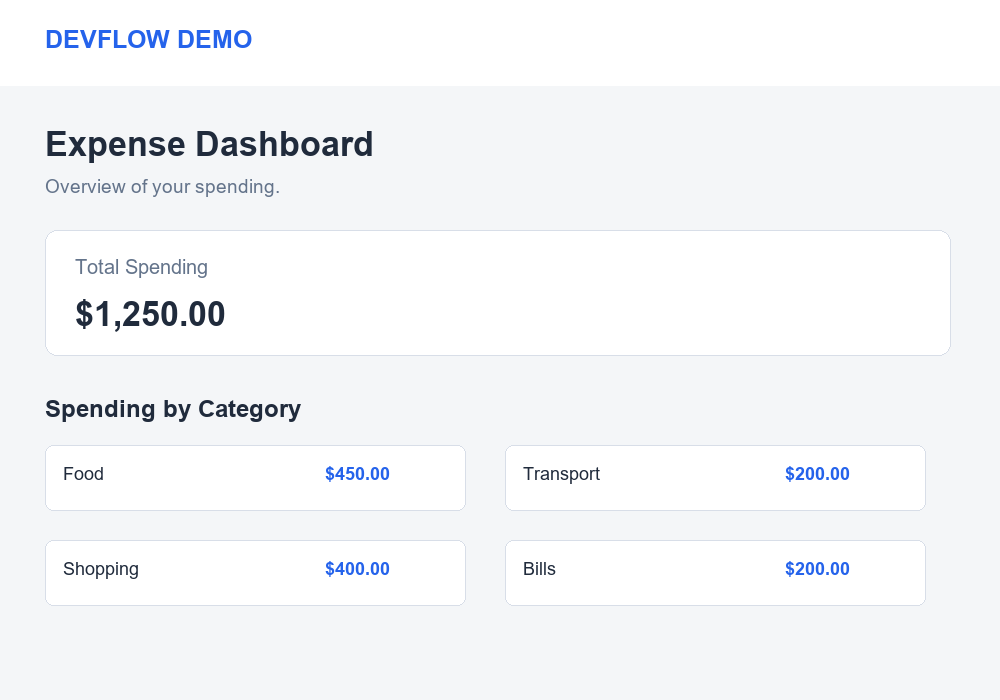 DEVFLOW DEMO
Expense Dashboard
Overview of your spending.
Total Spending
$1,250.00
Spending by Category
Food $450.00
Transport $200.00
Shopping $400.00
Bills $200.00